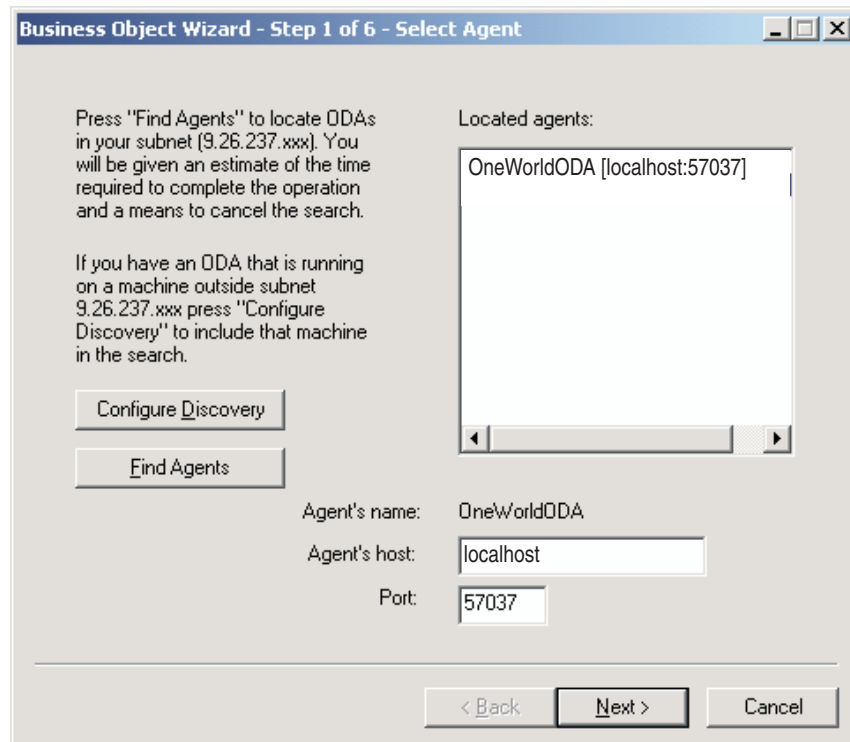 Business Object Wizard - Step 1 of 6 - Select Agent
Press "Find Agents" to locate ODAs
in your subnet (9.26.237.xxx). You
will be given an estimate of the time
required to complete the operation
and a means to cancel the search.
If you have an ODA that is running
on a machine outside subnet
9.26.237.xxx press "Configure
Discovery" to include that machine
in the search.
Configure Discovery
Find Agents
Located agents:
OneWorldODA [localhost:57037]
Agent's name: OneWorldODA
Agent's host: localhost
Port: 57037
< Back
Next >
Cancel